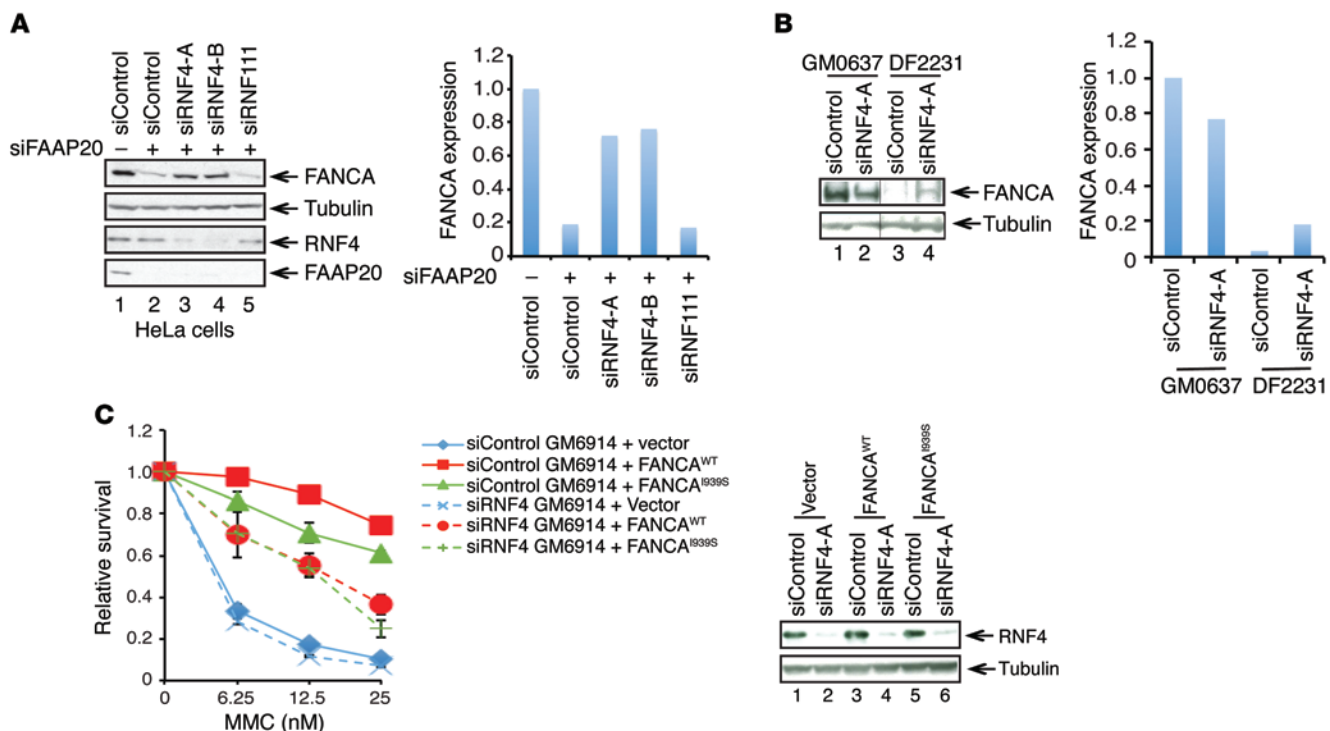 A
siControl
siControl
siRNF4-A
siRNF4-B
siRNF111
siFAAP20 – + + + +
FANCA
Tubulin
RNF4
FAAP20
1 2 3 4 5
HeLa cells
FANCA expression
1.2
1.0
0.8
0.6
0.4
0.2
0
siFAAP20 – + + + +
siControl
siControl
siRNF4-A
siRNF4-B
siRNF111
B
GM0637 DF2231
siControl
siRNF4-A
siControl
siRNF4-A
FANCA
Tubulin
1 2 3 4
FANCA expression
1.2
1.0
0.8
0.6
0.4
0.2
0
siControl
siRNF4-A
siControl
siRNF4-A
GM0637 DF2231
C
Relative survival
1.2
1.0
0.8
0.6
0.4
0.2
0
0 6.25 12.5 25
MMC (nM)
siControl GM6914 + vector
siControl GM6914 + FANCA^WT
siControl GM6914 + FANCA^I939S
siRNF4 GM6914 + Vector
siRNF4 GM6914 + FANCA^WT
siRNF4 GM6914 + FANCA^I939S
Vector
FANCA^WT
FANCA^I939S
siControl
siRNF4-A
siControl
siRNF4-A
siControl
siRNF4-A
RNF4
Tubulin
1 2 3 4 5 6